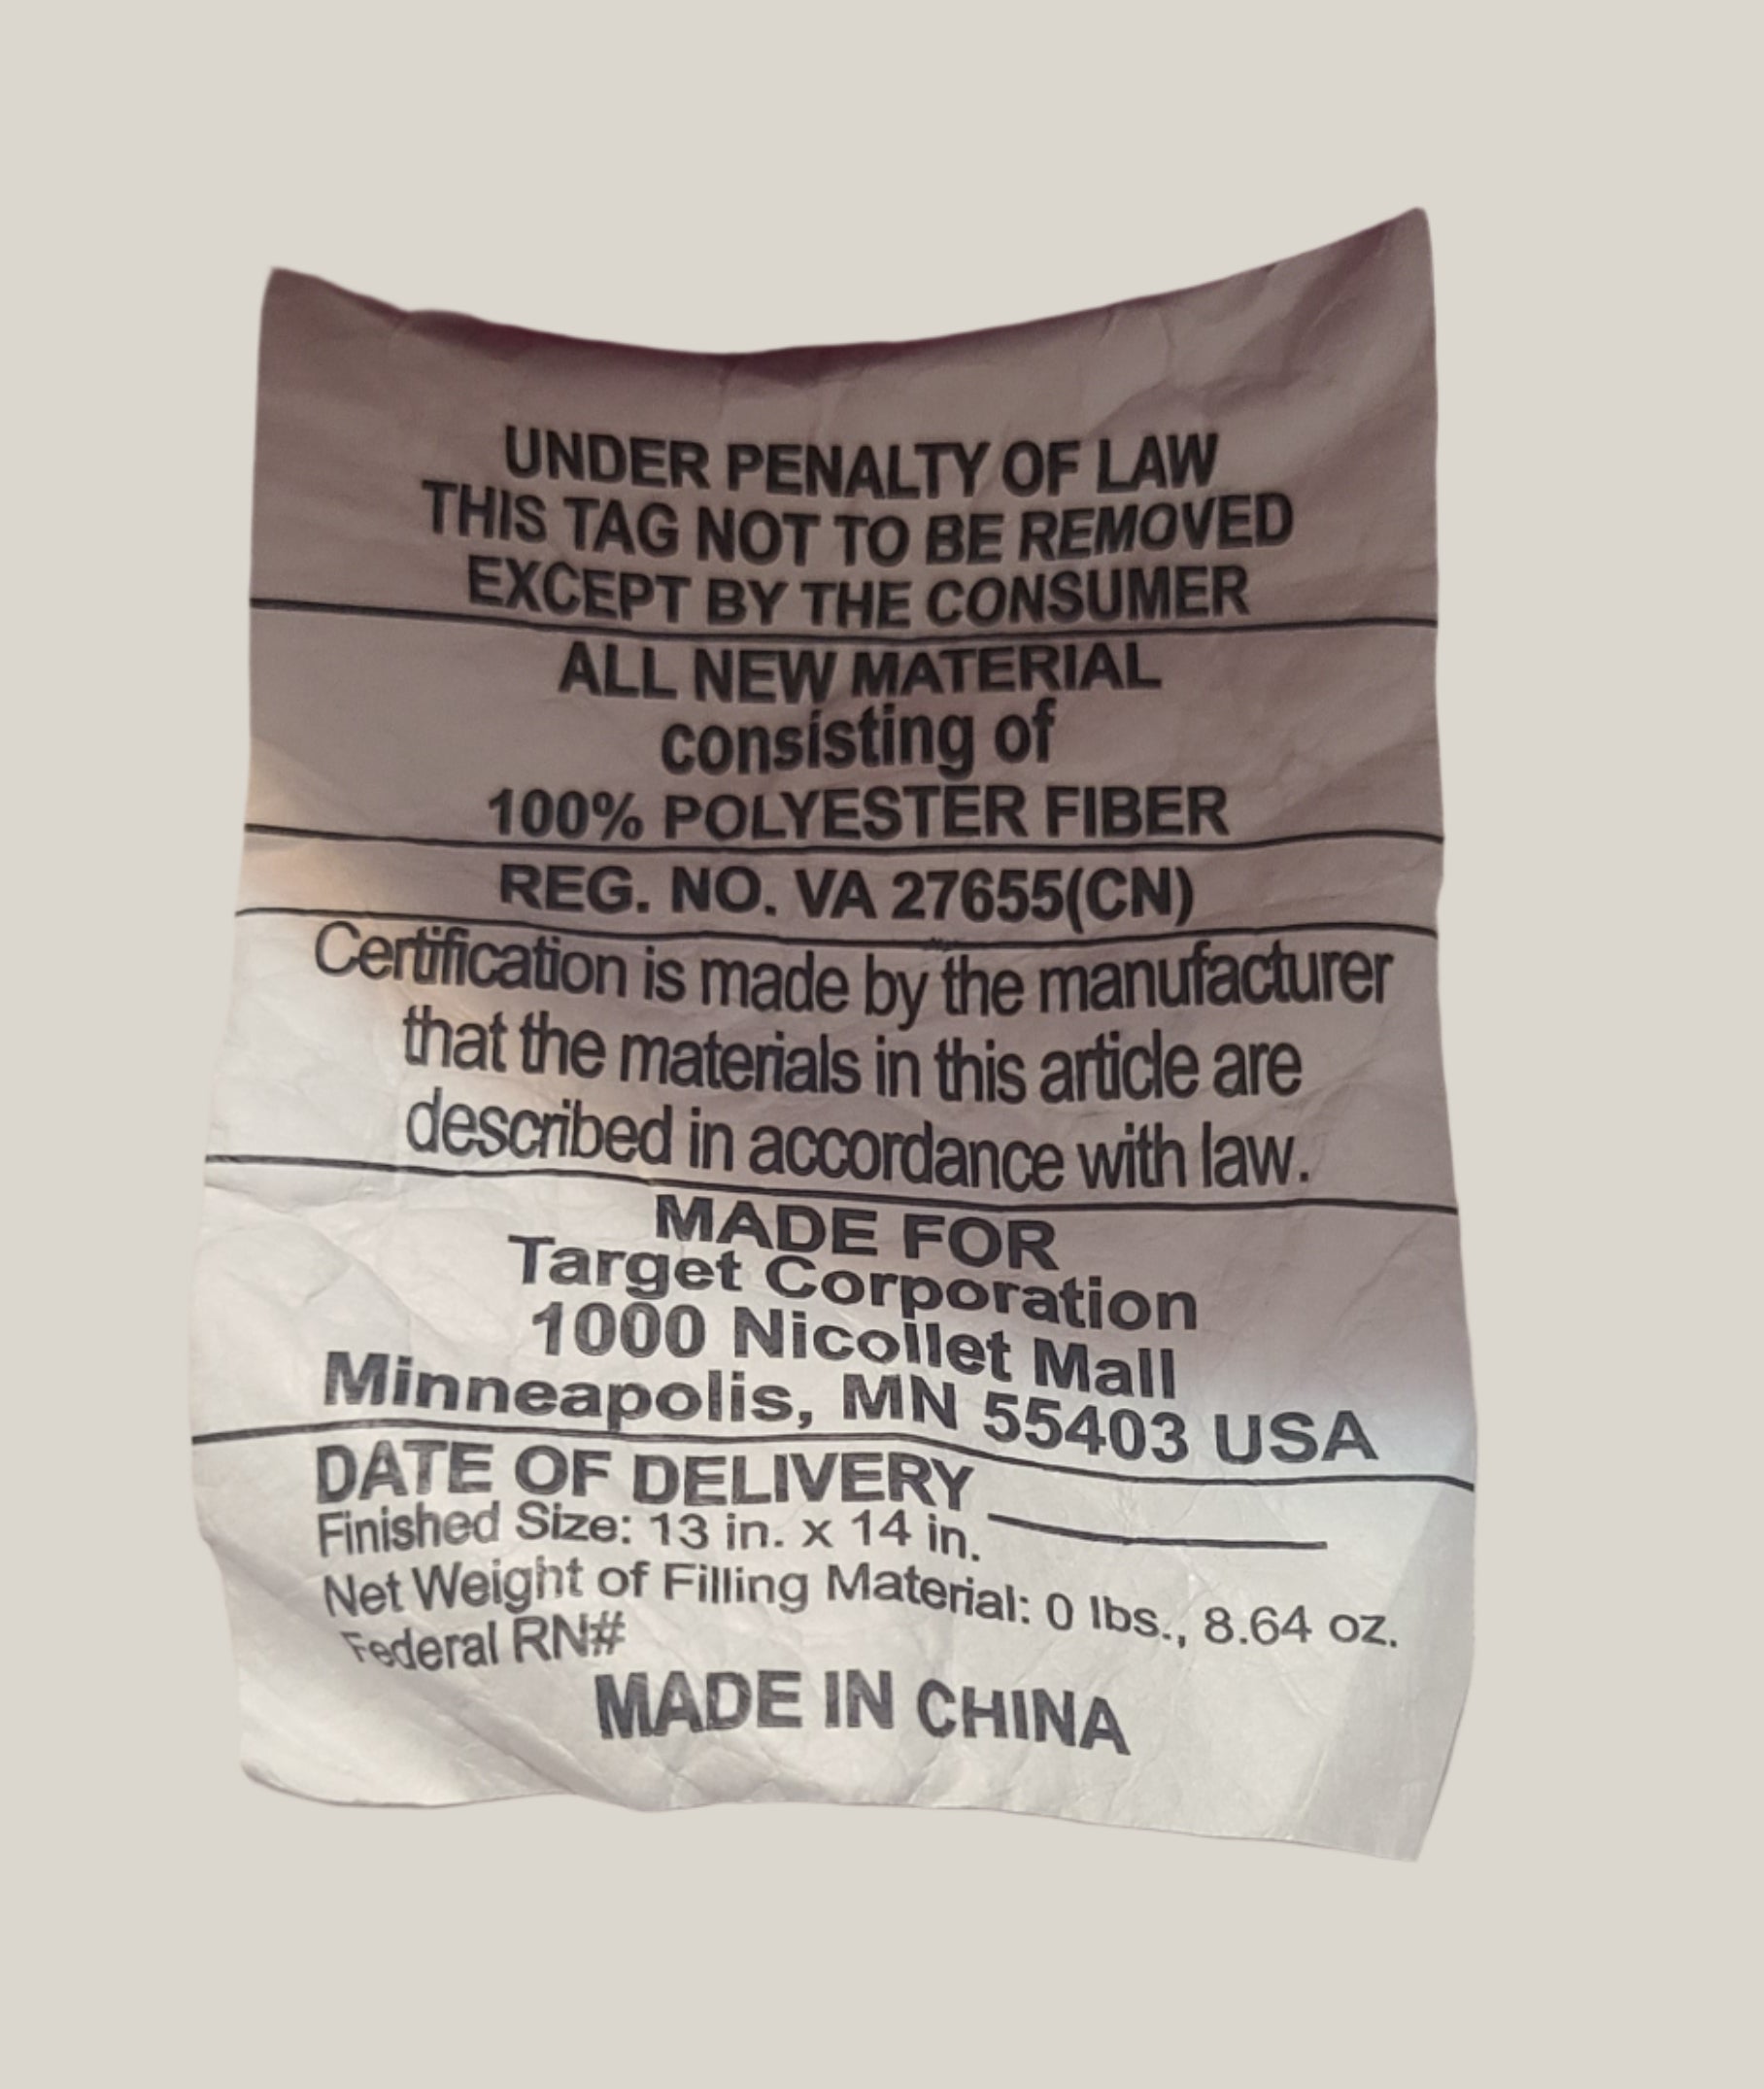 UNDER PENALTY OF LAW
THIS TAG NOT TO BE REMOVED
EXCEPT BY THE CONSUMER
ALL NEW MATERIAL
consisting of
100% POLYESTER FIBER
REG. NO. VA 27655(CN)
Certification is made by the manufacturer
that the materials in this article are
described in accordance with law.
MADE FOR
Target Corporation
1000 Nicollet Mall
Minneapolis, MN 55403 USA
DATE OF DELIVERY
Finished Size: 13 in. x 14 in.
Net Weight of Filling Material: 0 lbs., 8.64 oz.
Federal RN#
MADE IN CHINA